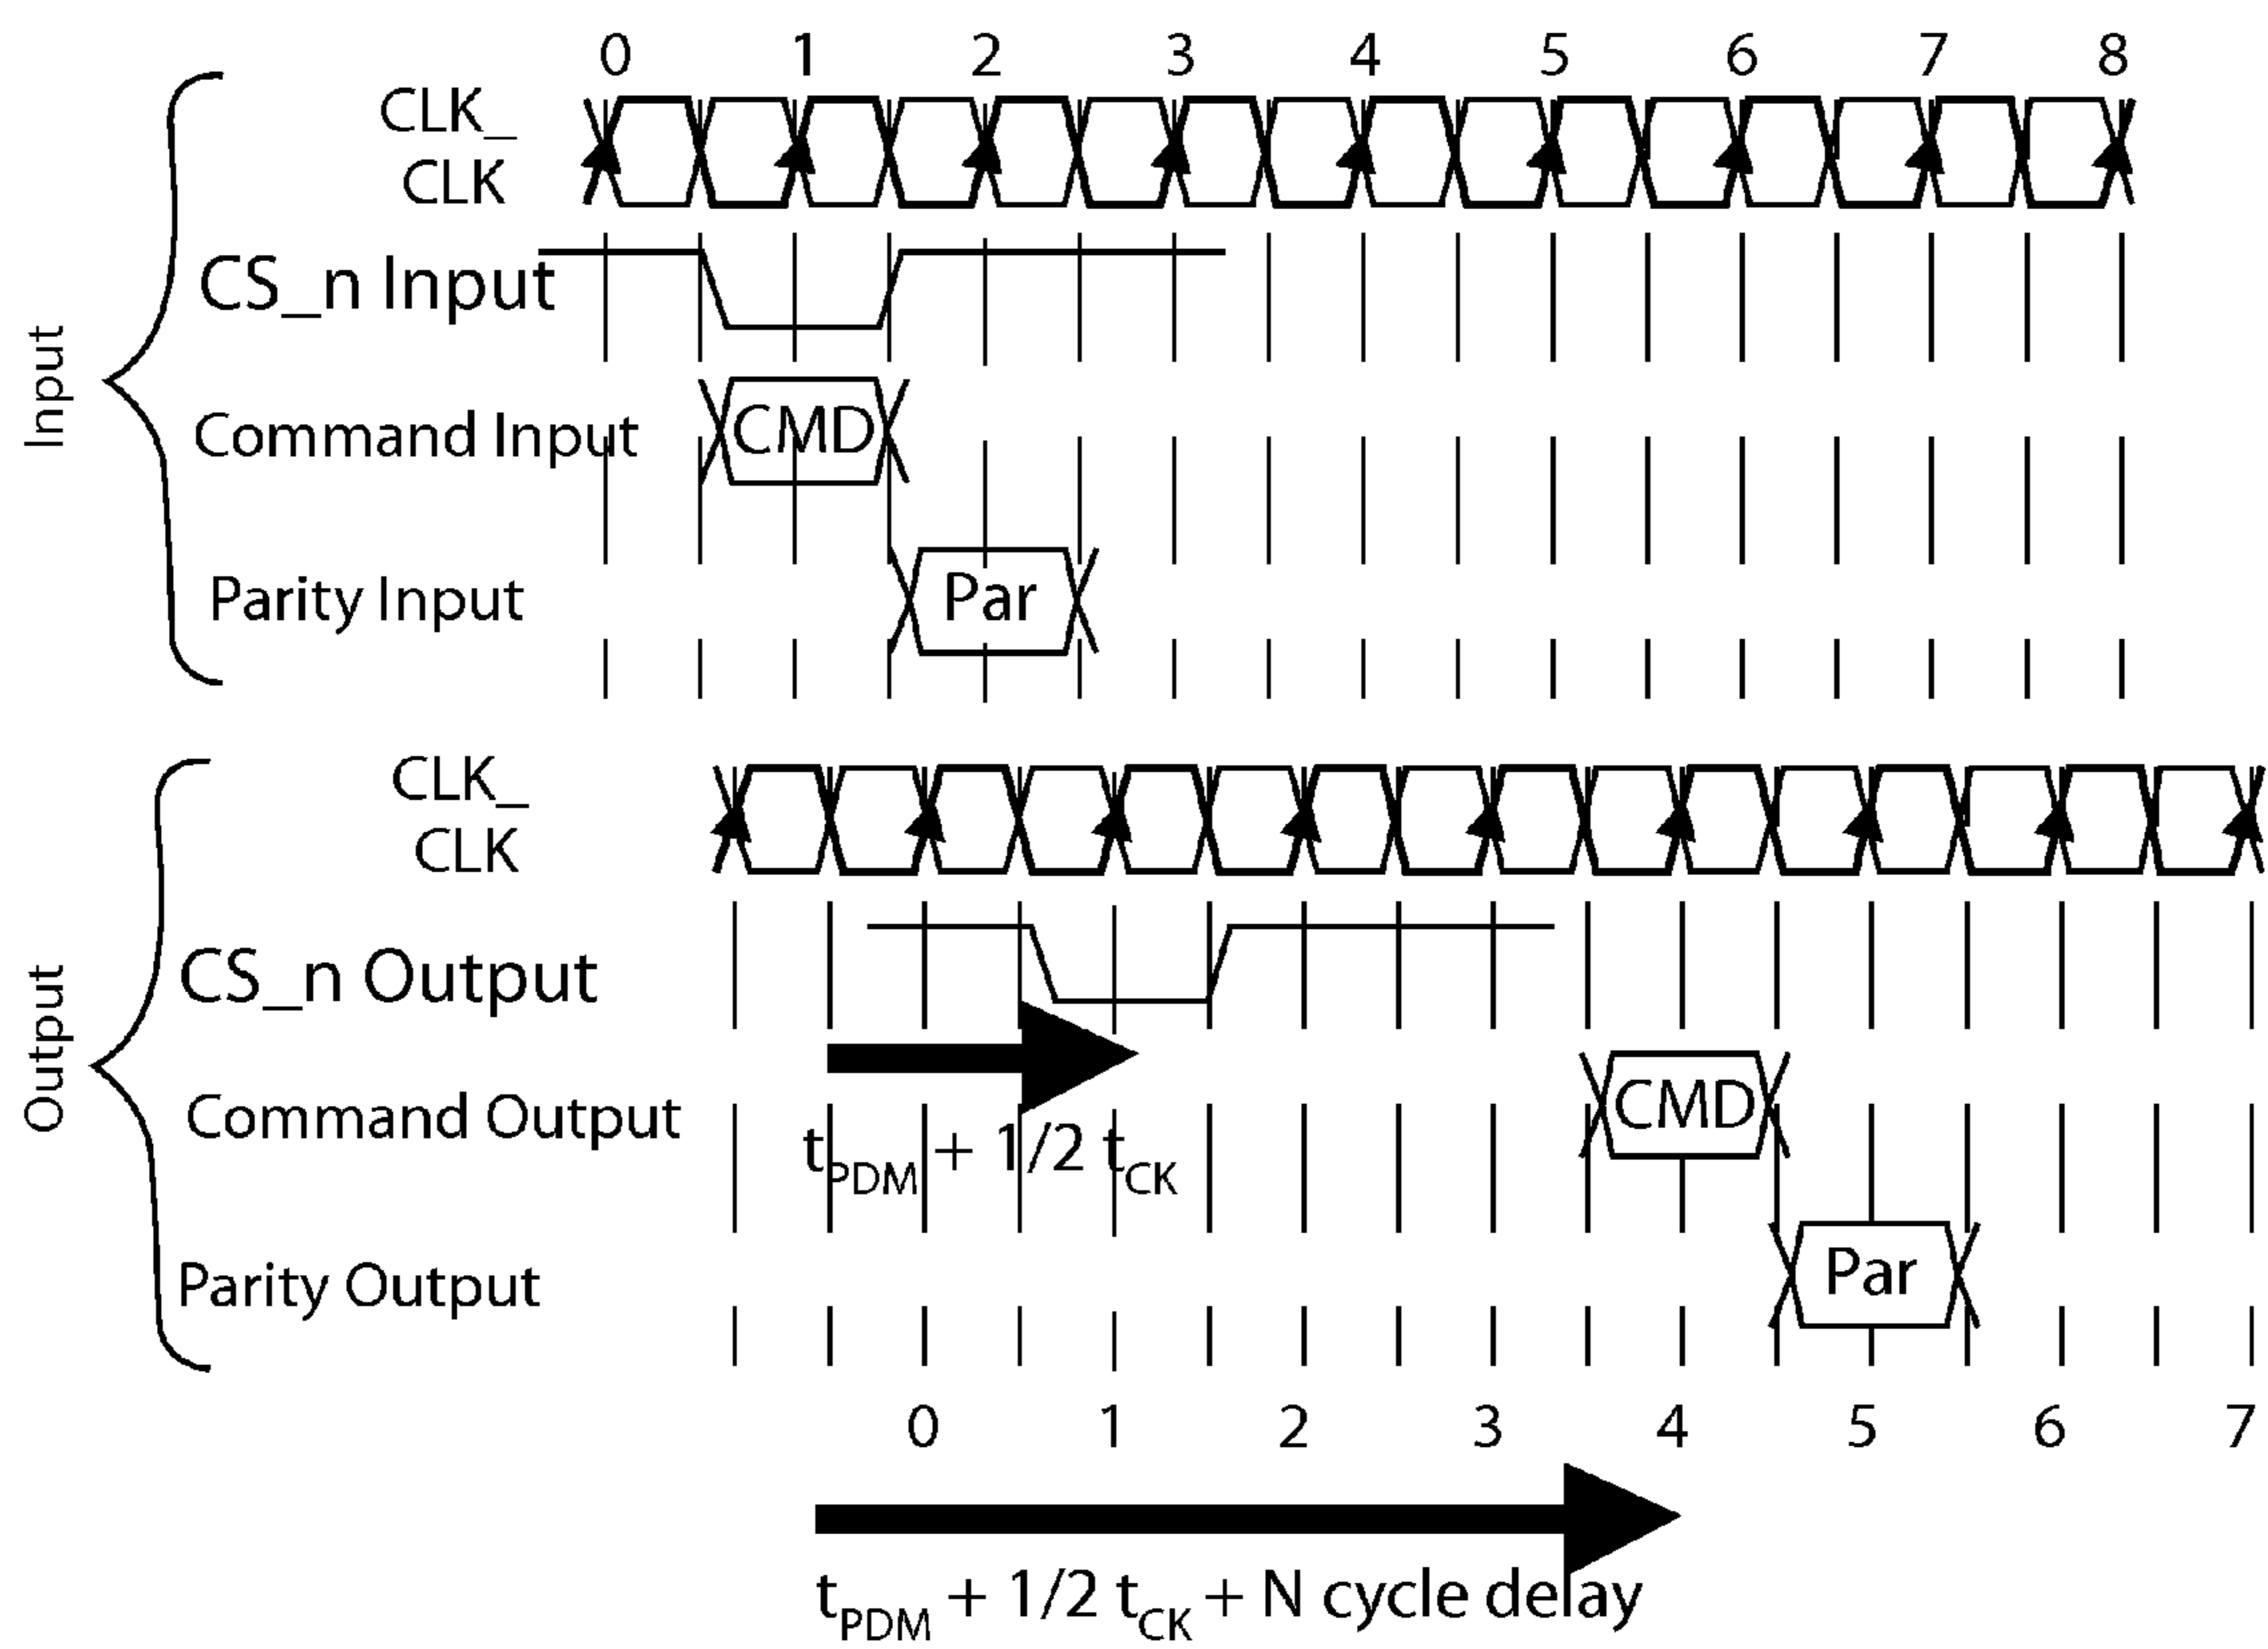 0 1 2 3 4 5 6 7 8
CLK_
CLK
CS_n Input
Input
Command Input
CMD
Parity Input
Par
CLK_
CLK
CS_n Output
Output
Command Output
CMD
tPDM + 1/2 tCK
Parity Output
Par
0 1 2 3 4 5 6 7
tPDM + 1/2 tCK + N cycle delay